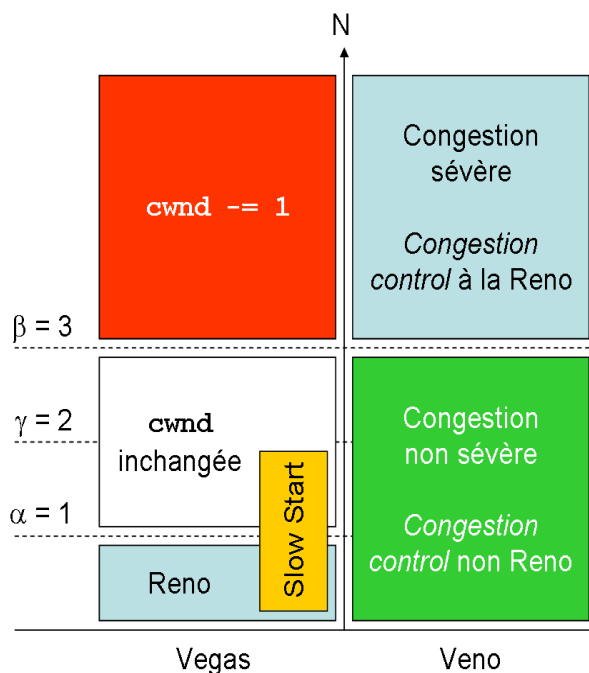 N
cwnd -= 1
Congestion
sévère
Congestion
control à la Reno
β = 3
γ = 2
α = 1
cwnd
inchangée
Slow Start
Reno
Congestion
non sévère
Congestion
control non Reno
Vegas
Veno